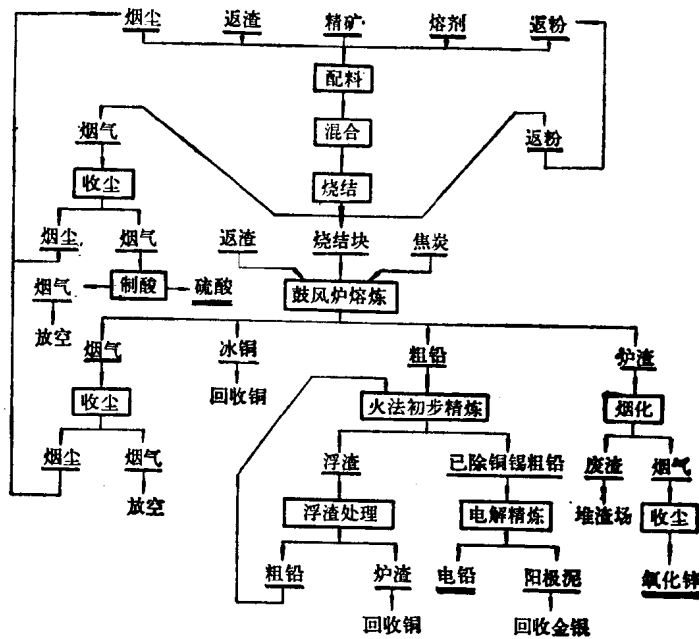 烟尘 返渣 精矿 熔剂 返粉
配料
烟气 混合 返粉
收尘 烧结
烟尘 烟气 返渣 烧结块 焦炭
烟气 制酸 硫酸 鼓风炉熔炼
放空
烟气 冰铜 粗铅 炉渣
收尘 回收铜 火法初步精炼 烟化
烟尘 烟气 浮渣 已除铜锡粗铅 废渣 烟气
放空 浮渣处理 电解精炼 堆渣场 收尘
粗铅 炉渣 电铅 阳极泥 氧化锌
回收铜 回收金银